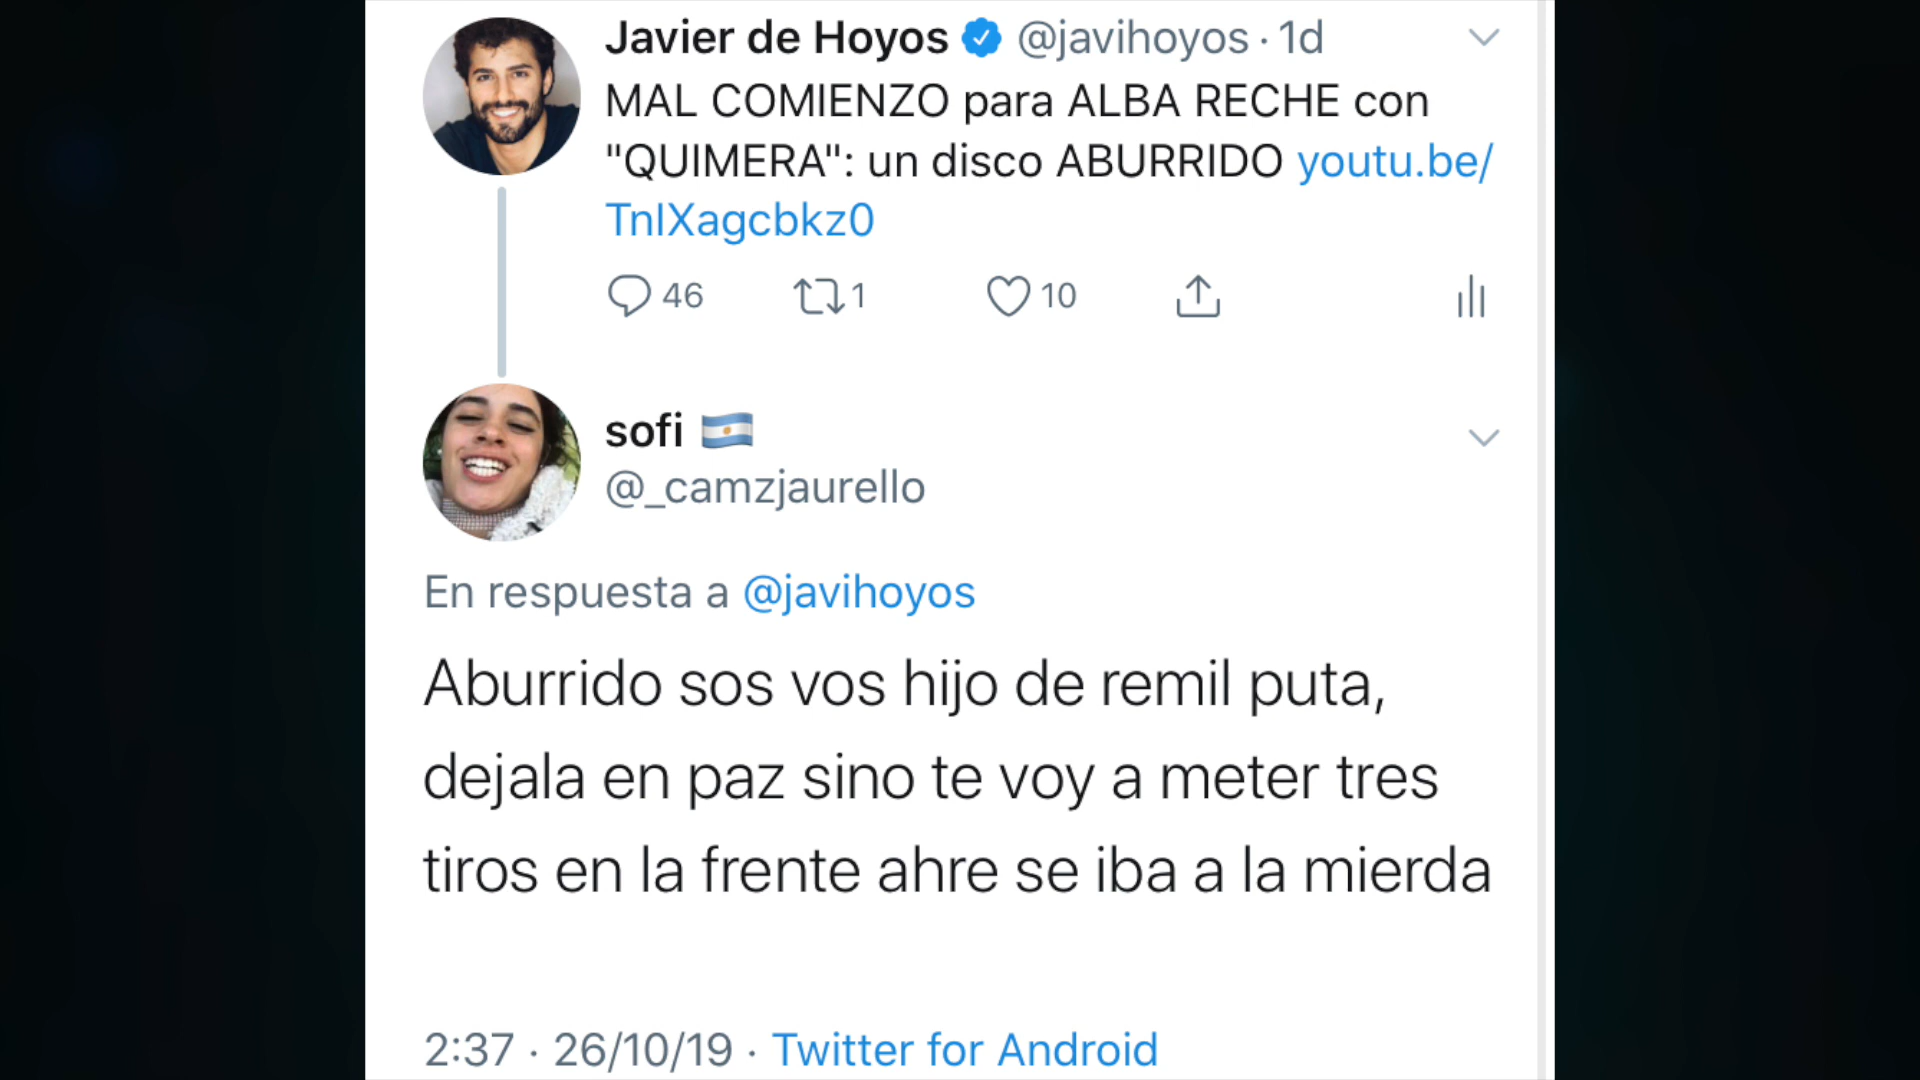 Javier de Hoyos @javihoyos · 1d
MAL COMIENZO para ALBA RECHE con
"QUIMERA": un disco ABURRIDO youtu.be/
TnIXagcbkz0
46 1 10
sofi
@_camzjaurello
En respuesta a @javihoyos
Aburrido sos vos hijo de remil puta,
dejala en paz sino te voy a meter tres
tiros en la frente ahre se iba a la mierda
2:37 · 26/10/19 · Twitter for Android